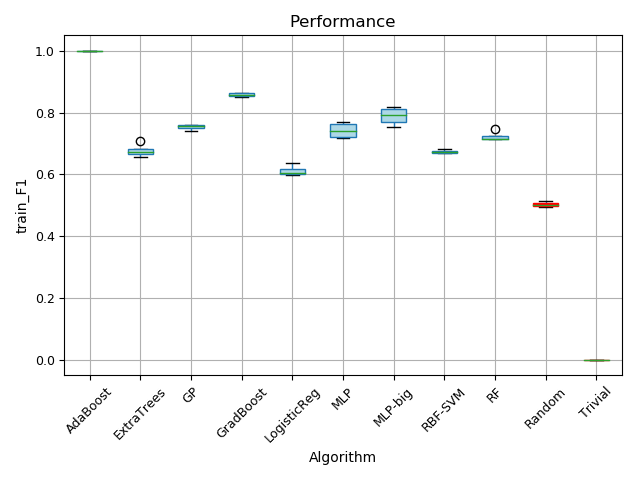 Performance
train_F1
1.0
0.8
0.6
0.4
0.2
0.0
AdaBoost
ExtraTrees
GP
GradBoost
LogisticReg
MLP
MLP-big
RBF-SVM
RF
Random
Trivial
Algorithm